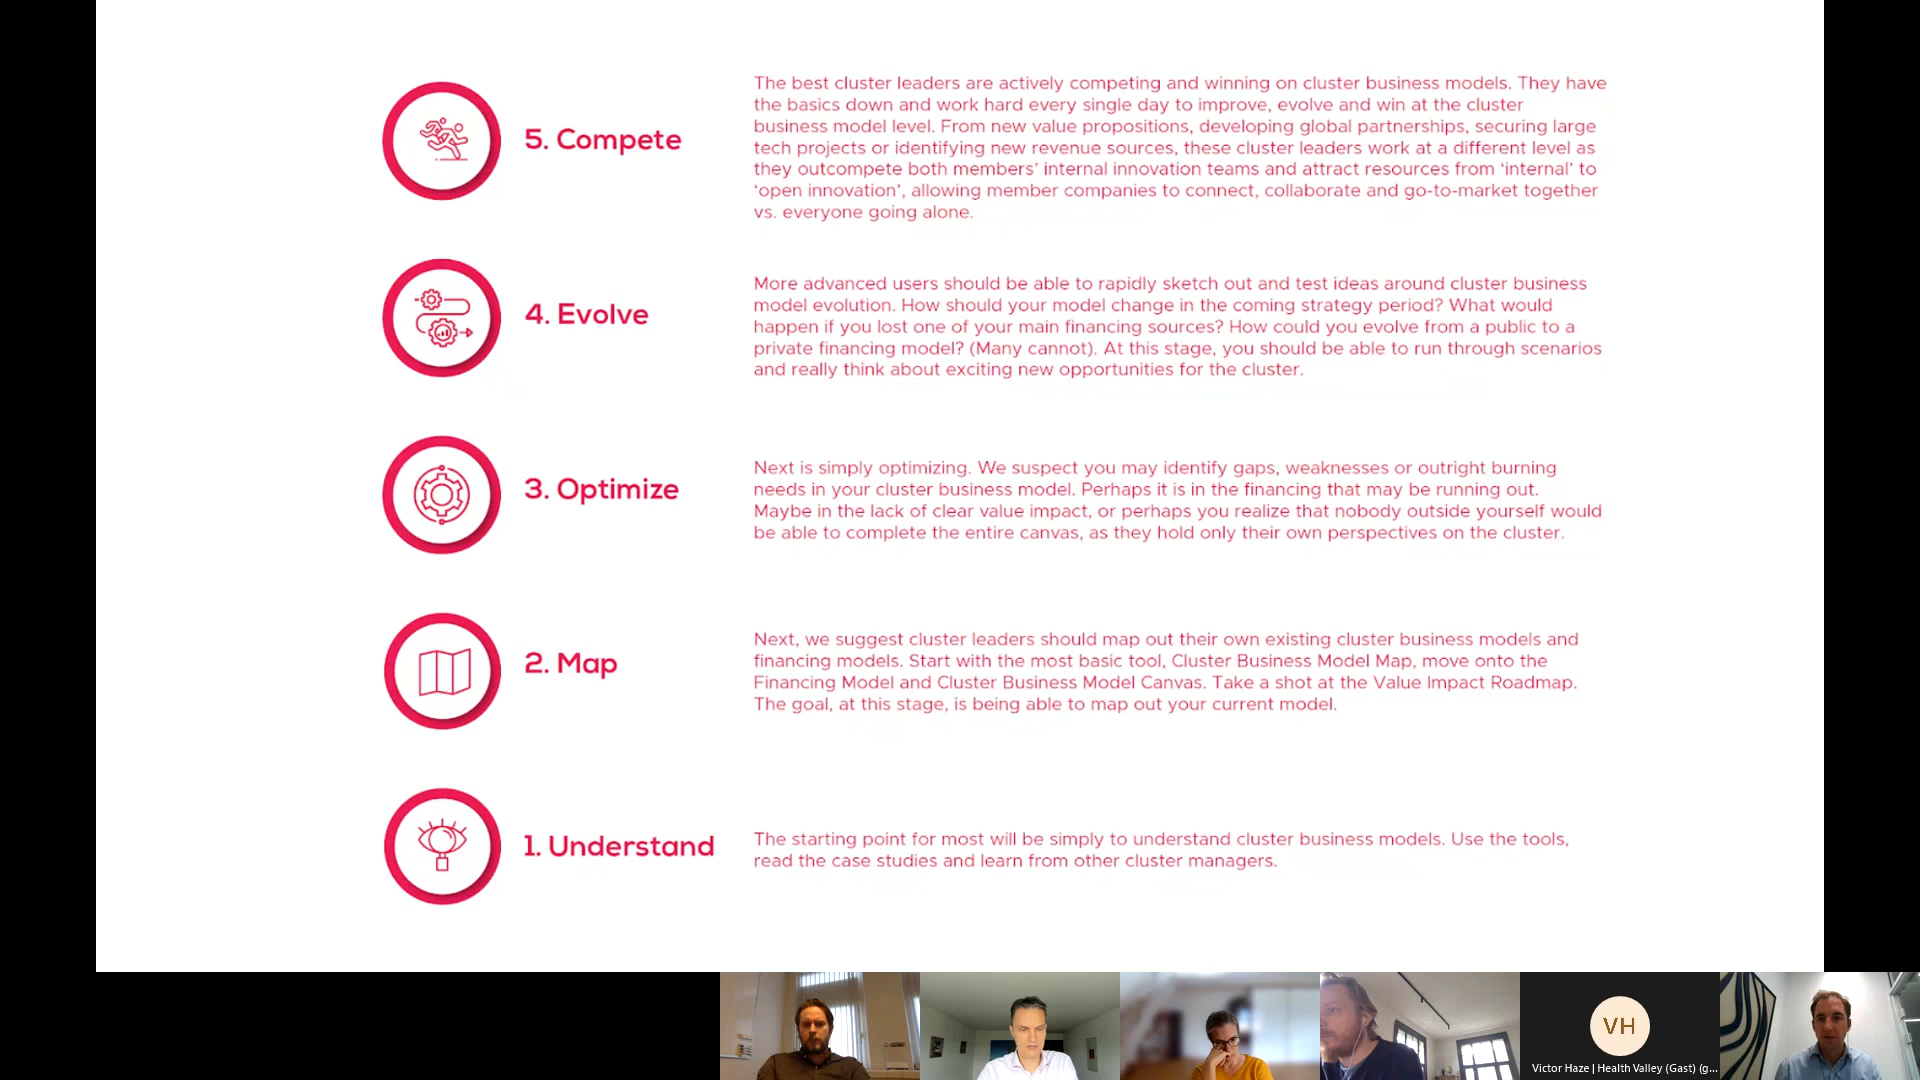 5. Compete
The best cluster leaders are actively competing and winning on cluster business models. They have
the basics down and work hard every single day to improve, evolve and win at the cluster
business model level. From new value propositions, developing global partnerships, securing large
tech projects or identifying new revenue sources, these cluster leaders work at a different level as
they outcompete both members’ internal innovation teams and attract resources from ‘internal’ to
‘open innovation’, allowing member companies to connect, collaborate and go-to-market together
vs. everyone going alone.
4. Evolve
More advanced users should be able to rapidly sketch out and test ideas around cluster business
model evolution. How should your model change in the coming strategy period? What would
happen if you lost one of your main financing sources? How could you evolve from a public to a
private financing model? (Many cannot). At this stage, you should be able to run through scenarios
and really think about exciting new opportunities for the cluster.
3. Optimize
Next is simply optimizing. We suspect you may identify gaps, weaknesses or outright burning
needs in your cluster business model. Perhaps it is in the financing that may be running out.
Maybe in the lack of clear value impact, or perhaps you realize that nobody outside yourself would
be able to complete the entire canvas, as they hold only their own perspectives on the cluster.
2. Map
Next, we suggest cluster leaders should map out their own existing cluster business models and
financing models. Start with the most basic tool, Cluster Business Model Map, move onto the
Financing Model and Cluster Business Model Canvas. Take a shot at the Value Impact Roadmap.
The goal, at this stage, is being able to map out your current model.
1. Understand
The starting point for most will be simply to understand cluster business models. Use the tools,
read the case studies and learn from other cluster managers.
VH
Victor Haze | Health Valley (Gast) (g...